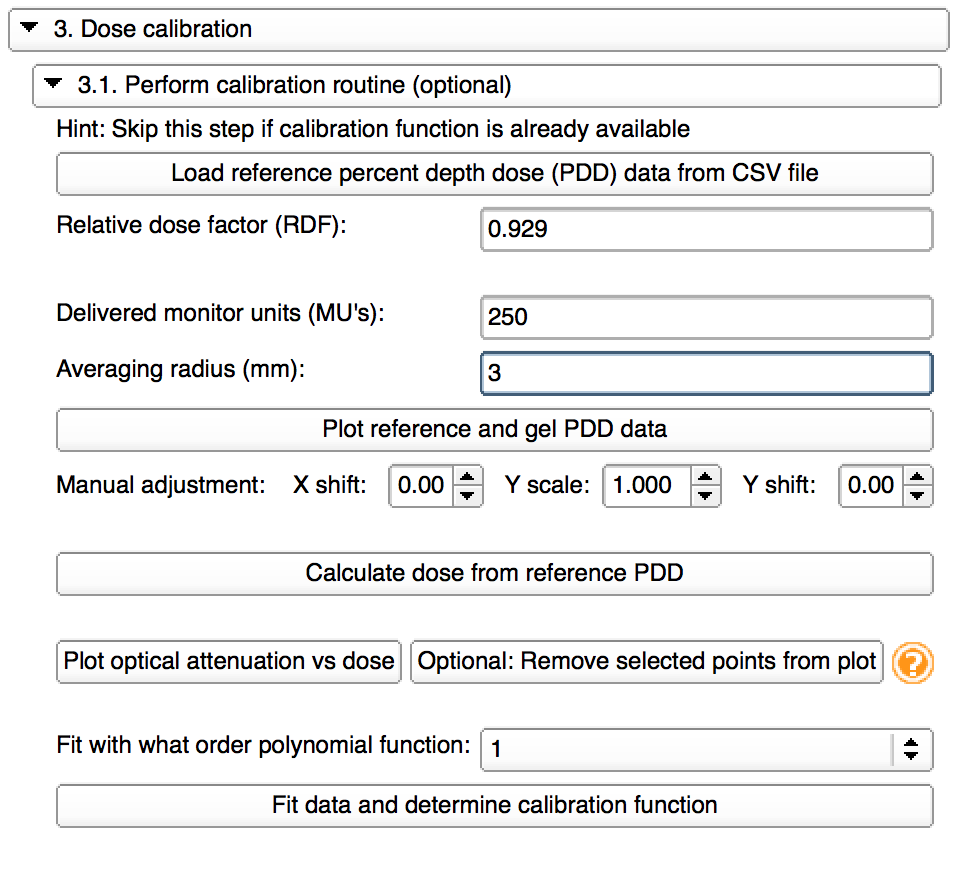 3. Dose calibration
3.1. Perform calibration routine (optional)
Hint: Skip this step if calibration function is already available
Load reference percent depth dose (PDD) data from CSV file
Relative dose factor (RDF): 0.929
Delivered monitor units (MU's): 250
Averaging radius (mm): 3
Plot reference and gel PDD data
Manual adjustment: X shift: 0.00 Y scale: 1.000 Y shift: 0.00
Calculate dose from reference PDD
Plot optical attenuation vs dose Optional: Remove selected points from plot ?
Fit with what order polynomial function: 1
Fit data and determine calibration function